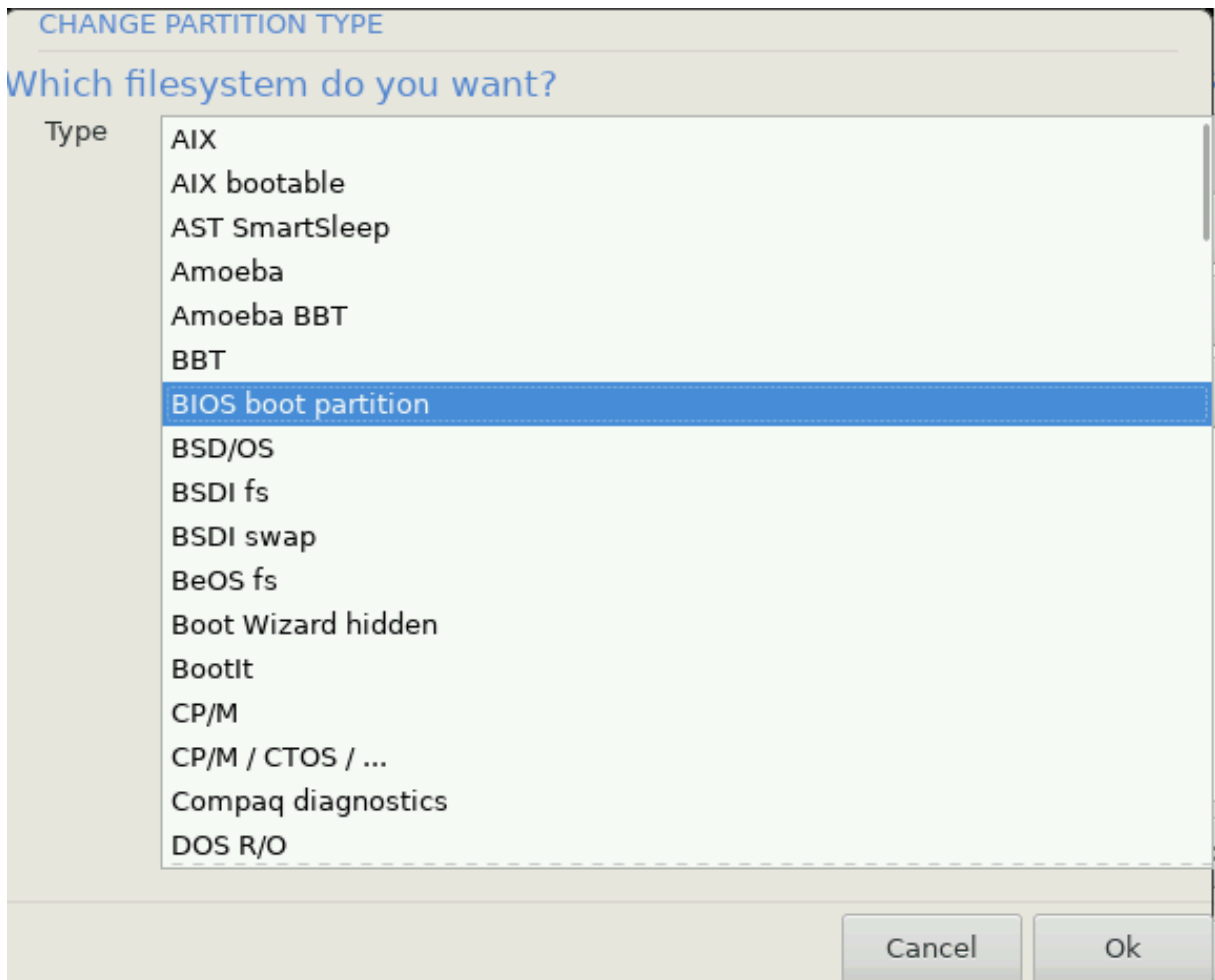 CHANGE PARTITION TYPE
Which filesystem do you want?
Type
AIX
AIX bootable
AST SmartSleep
Amoeba
Amoeba BBT
BBT
BIOS boot partition
BSD/OS
BSDI fs
BSDI swap
BeOS fs
Boot Wizard hidden
BootIt
CP/M
CP/M / CTOS / ...
Compaq diagnostics
DOS R/O
Cancel
Ok